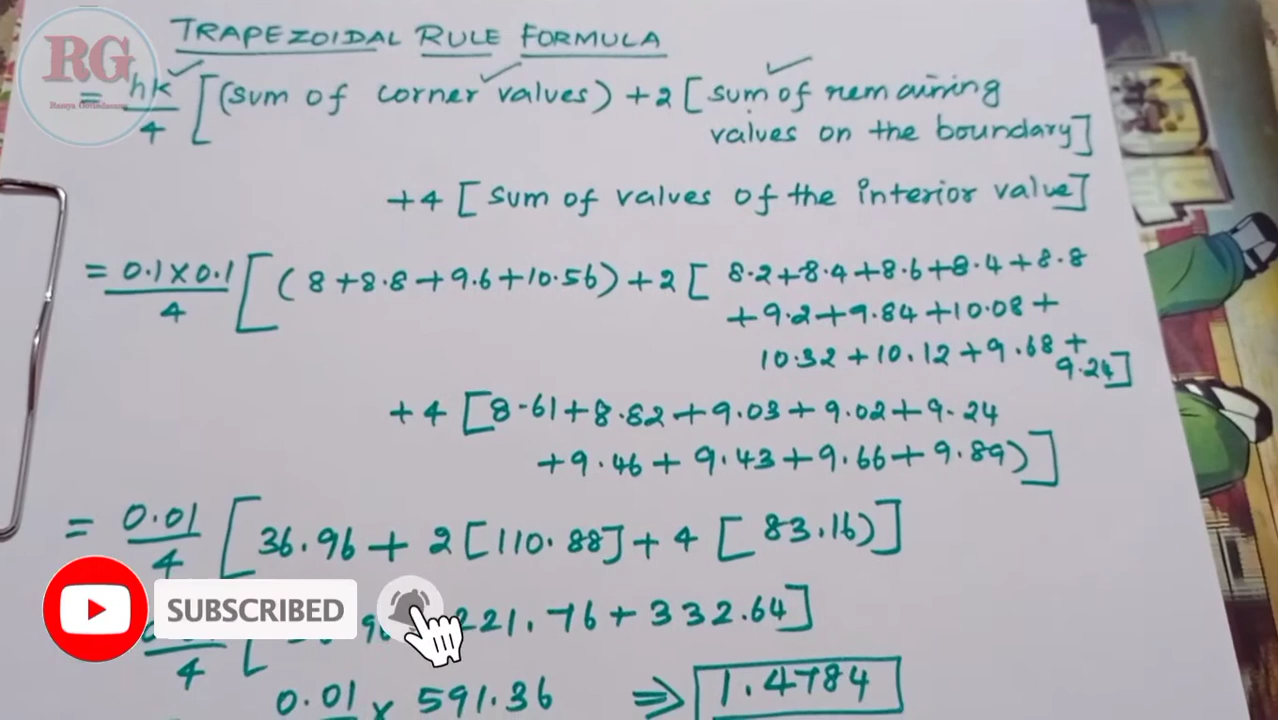 TRAPEZOIDAL RULE FORMULA
RG
Ramya Govindasamy
= hk/4 [(sum of corner values) +2 [sum of remaining
values on the boundary]
+4 [sum of values of the interior value]
= 0.1×0.1/4 [(8+8.8+9.6+10.56)+2[ 8.2+8.4+8.6+8.4+8.8
+9.2+9.84+10.08+
10.32+10.12+9.68+
9.24]
+4 [8.61+8.82+9.03+9.02+9.24
+9.46+9.43+9.66+9.89)]
= 0.01/4 [36.96+2[110.88]+4[83.16)]
SUBSCRIBED
4 [ 221.76+332.64]
0.01 × 591.36 ⇒ 1.4784